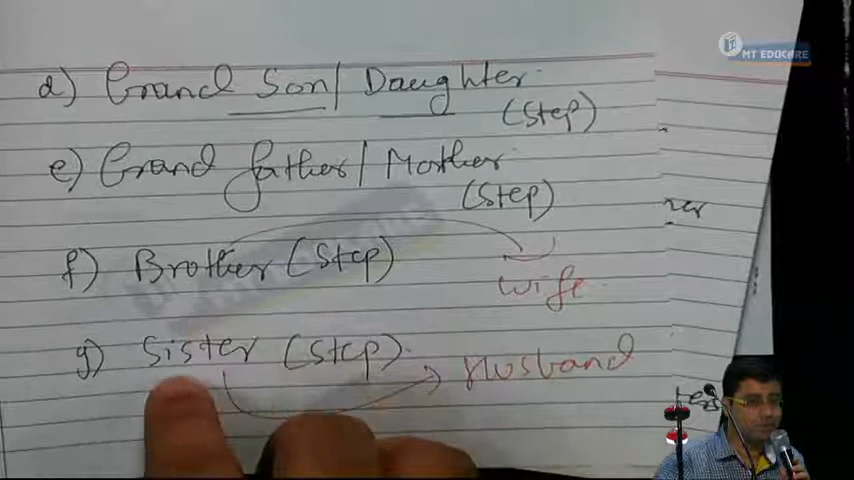 MT EDUCARE
d) Grand Son/ Daughter
(Step)
e) Grand father/ Mother
(Step)
f) Brother (Step)
wife
g) Sister (Step).
Husband